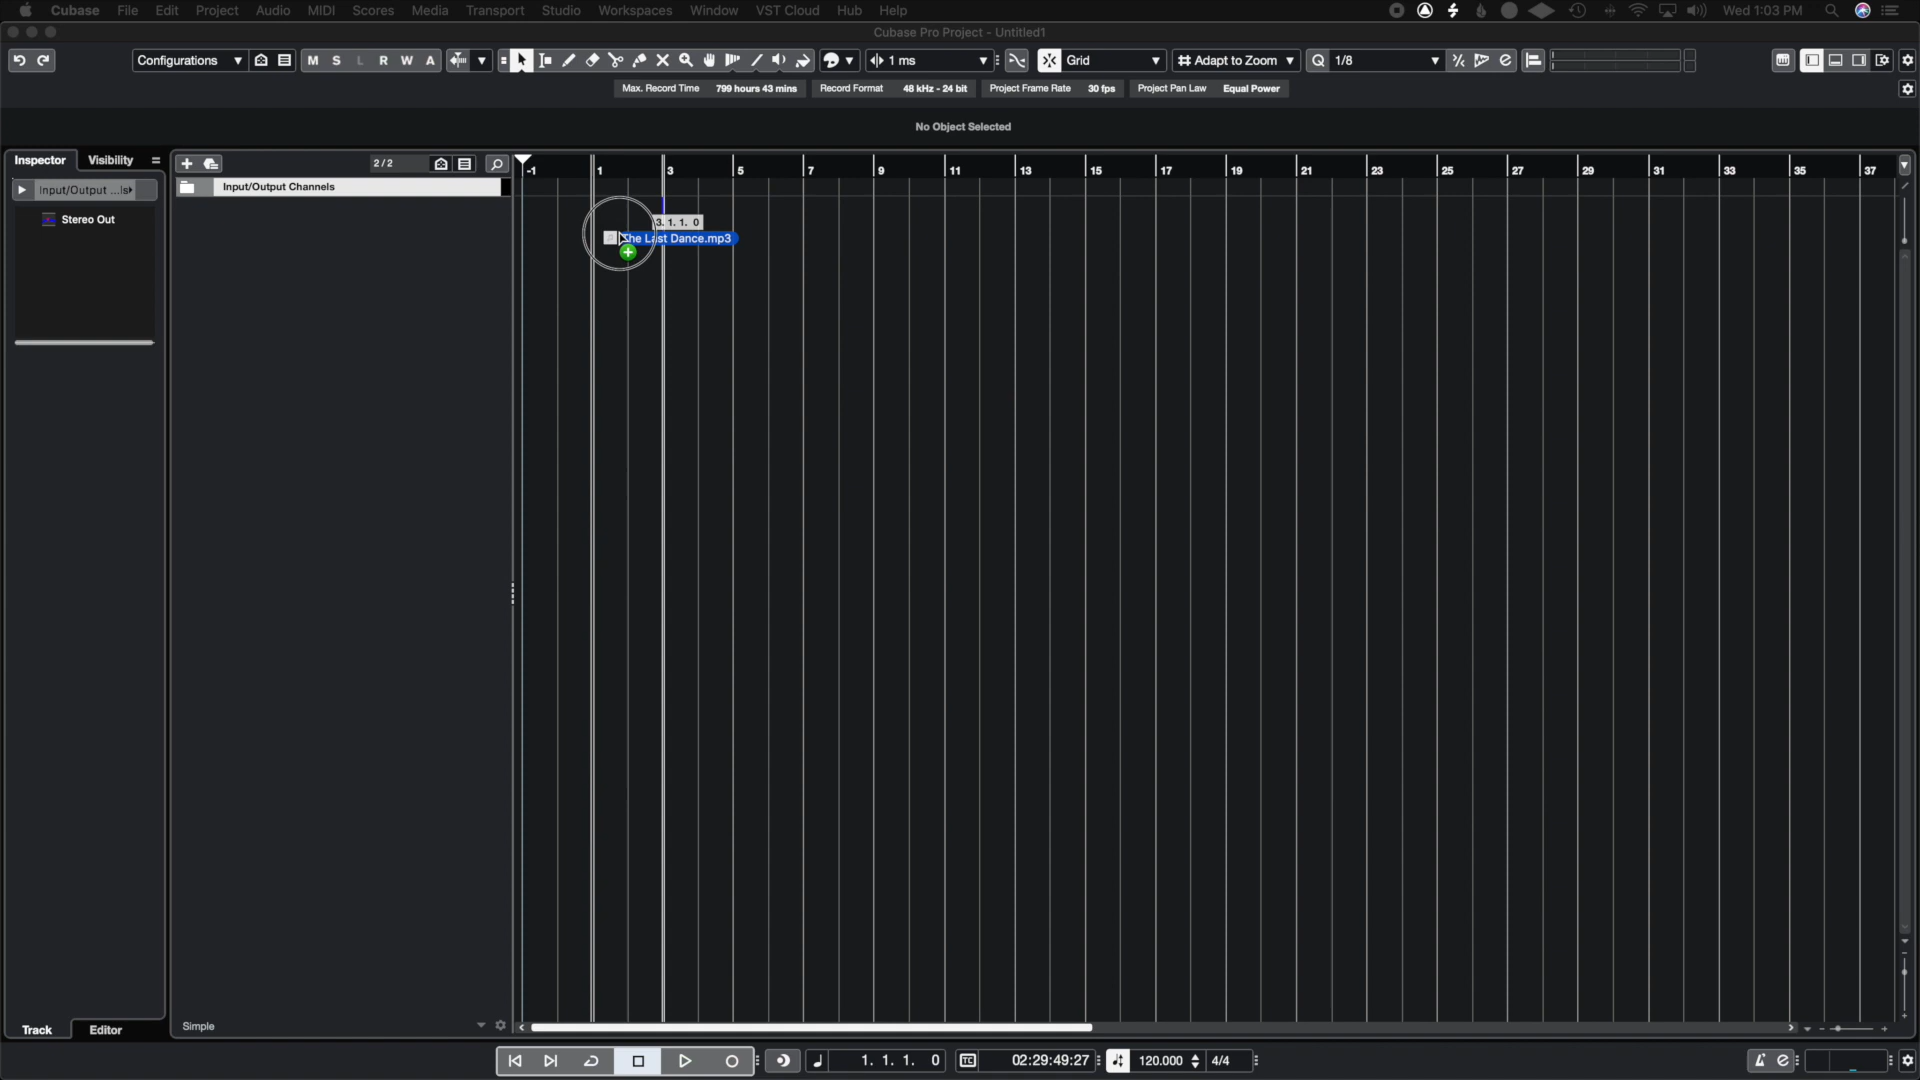 Cubase File Edit Project Audio MIDI Scores Media Transport Studio Workspaces Window VST Cloud Hub Help Wed 1:03 PM
Cubase Pro Project - Untitled1
Configurations M S L R W A 1 ms Grid Adapt to Zoom Q 1/8
Max. Record Time 799 hours 43 mins Record Format 48 kHz - 24 bit Project Frame Rate 30 fps Project Pan Law Equal Power
No Object Selected
Inspector Visibility 2/2
-1 1 3 5 7 9 11 13 15 17 19 21 23 25 27 29 31 33 35 37
Input/Output Channels
Input/Output ...ls
Stereo Out
3. 1. 1. 0
The Last Dance.mp3
Simple
Track Editor
1. 1. 1. 0 TC 02:29:49:27 120.000 4/4